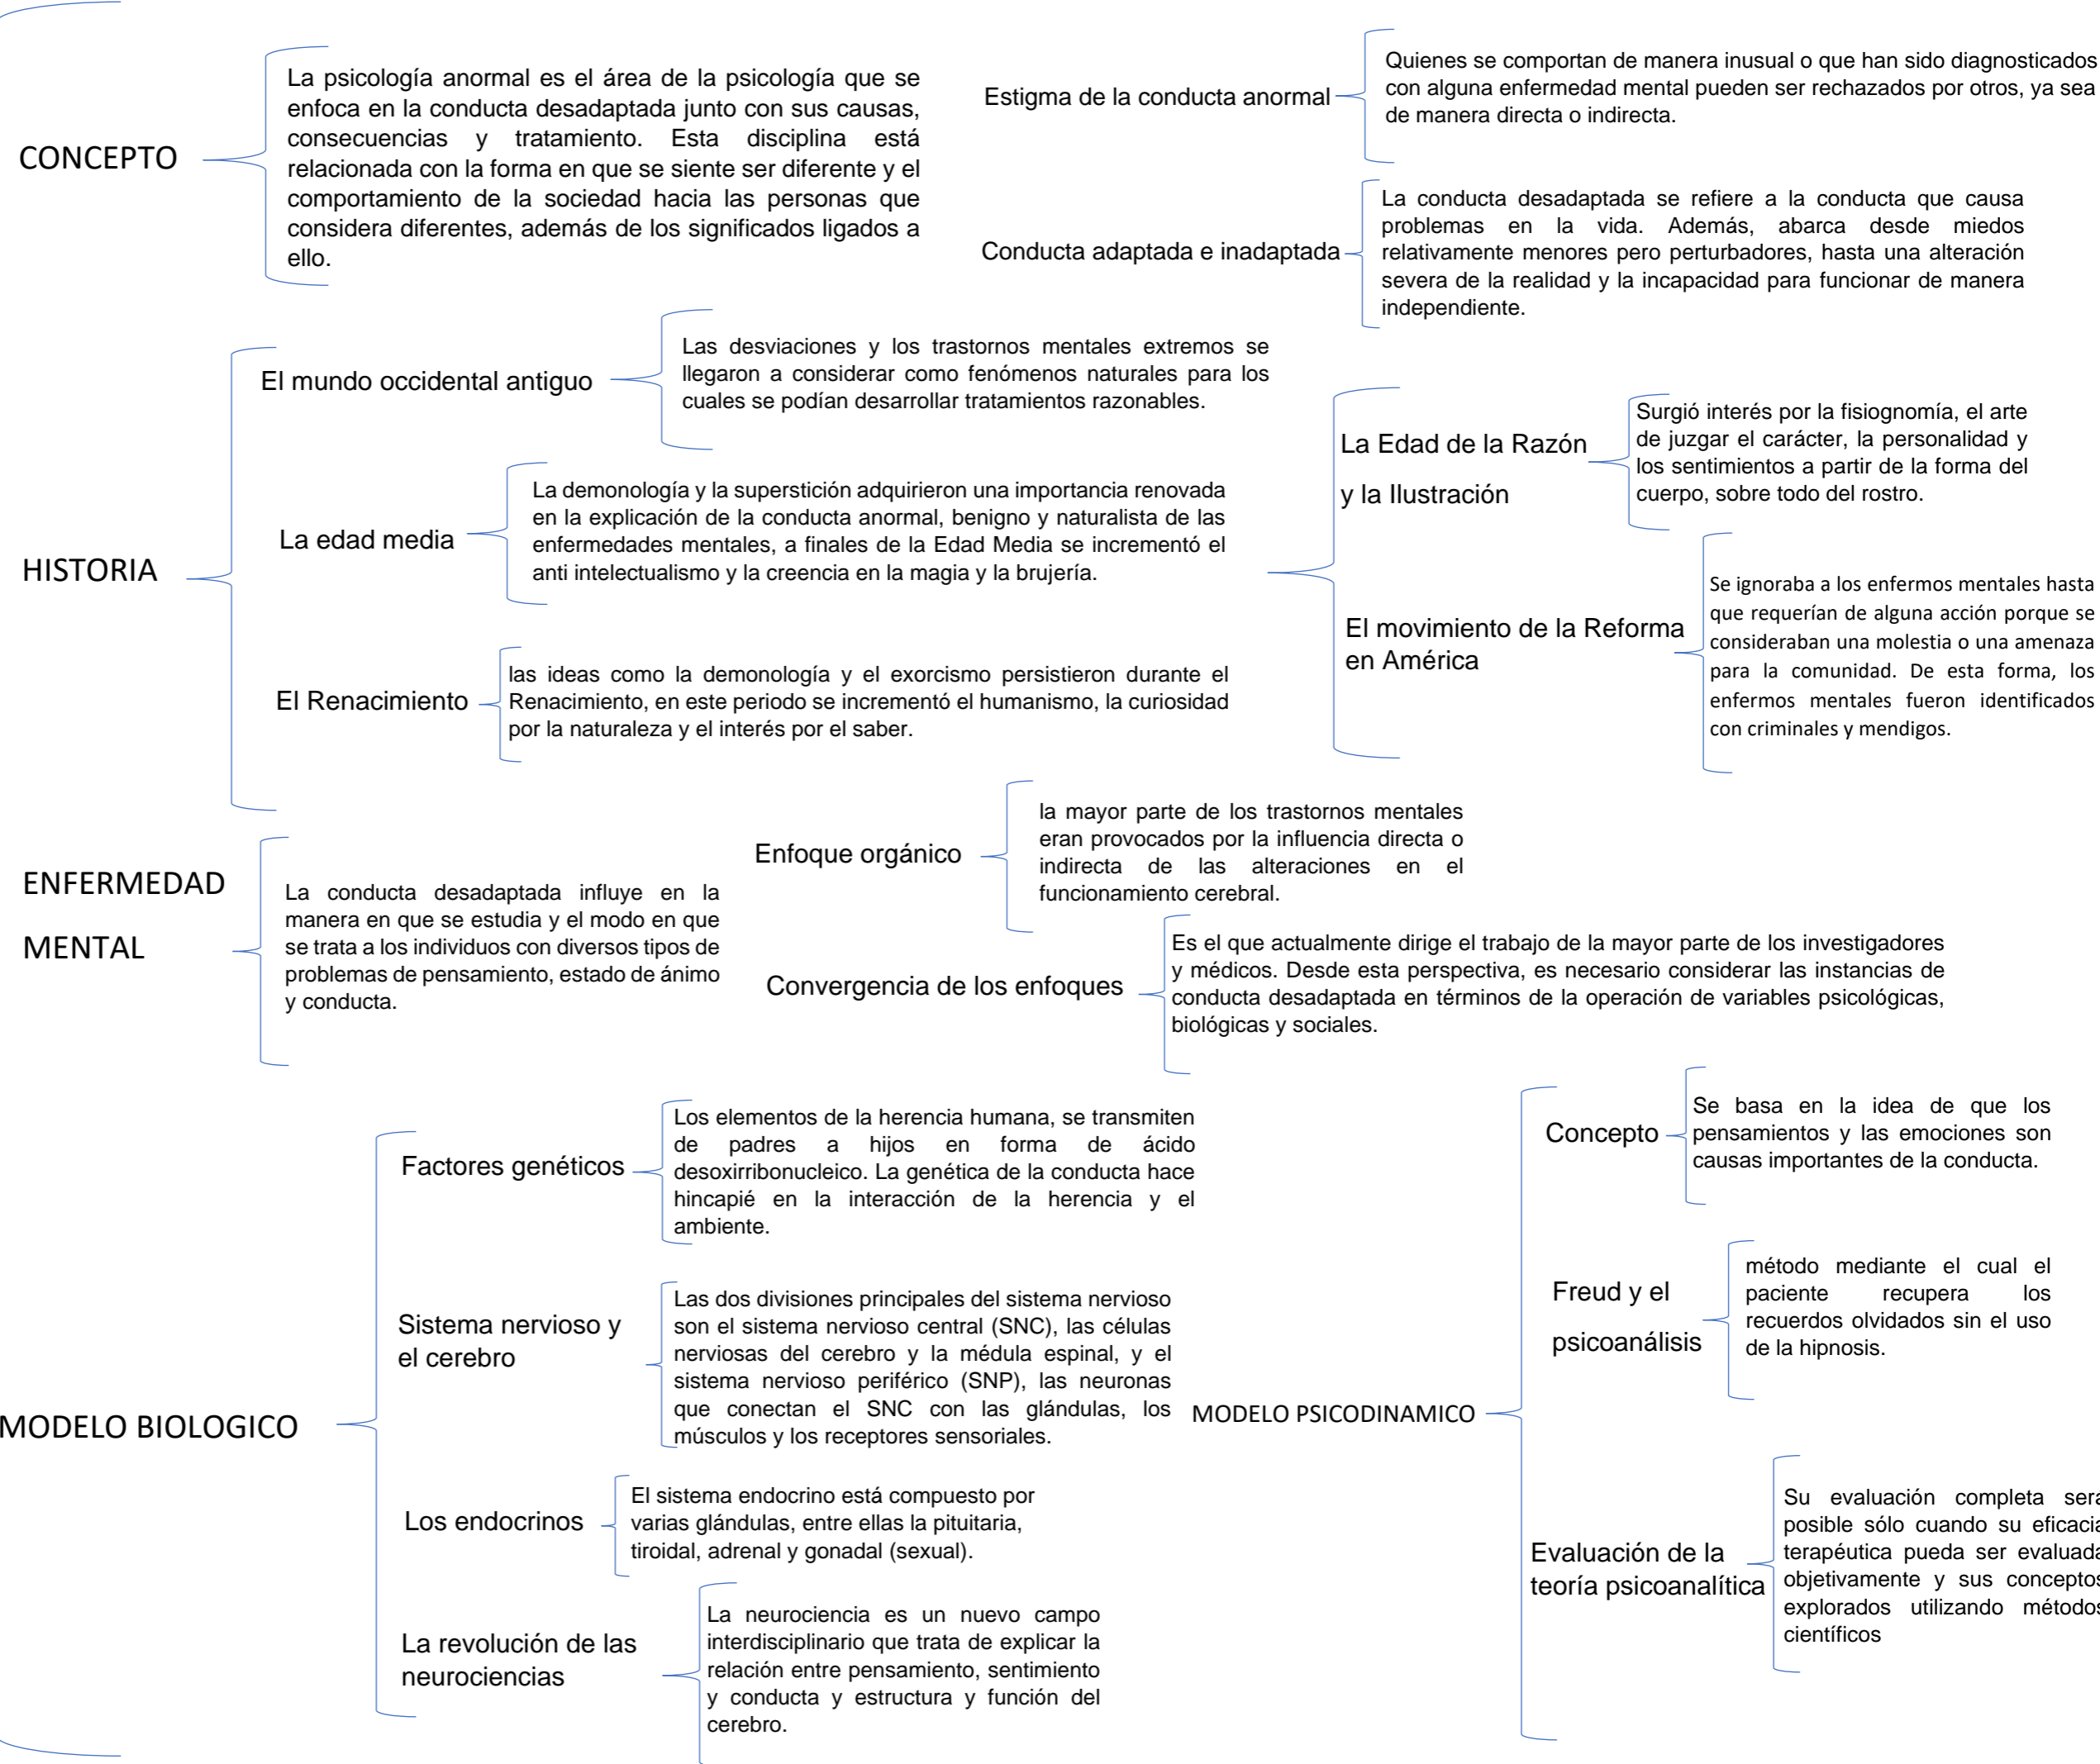 CONCEPTO
La psicología anormal es el área de la psicología que se
enfoca en la conducta desadaptada junto con sus causas,
consecuencias y tratamiento. Esta disciplina está
relacionada con la forma en que se siente ser diferente y el
comportamiento de la sociedad hacia las personas que
considera diferentes, además de los significados ligados a
ello.
Estigma de la conducta anormal
Quienes se comportan de manera inusual o que han sido diagnosticados
con alguna enfermedad mental pueden ser rechazados por otros, ya sea
de manera directa o indirecta.
Conducta adaptada e inadaptada
La conducta desadaptada se refiere a la conducta que causa
problemas en la vida. Además, abarca desde miedos
relativamente menores pero perturbadores, hasta una alteración
severa de la realidad y la incapacidad para funcionar de manera
independiente.
HISTORIA
El mundo occidental antiguo
Las desviaciones y los trastornos mentales extremos se
llegaron a considerar como fenómenos naturales para los
cuales se podían desarrollar tratamientos razonables.
La edad media
La demonología y la superstición adquirieron una importancia renovada
en la explicación de la conducta anormal, benigno y naturalista de las
enfermedades mentales, a finales de la Edad Media se incrementó el
anti intelectualismo y la creencia en la magia y la brujería.
El Renacimiento
las ideas como la demonología y el exorcismo persistieron durante el
Renacimiento, en este periodo se incrementó el humanismo, la curiosidad
por la naturaleza y el interés por el saber.
La Edad de la Razón
y la Ilustración
Surgió interés por la fisiognomía, el arte
de juzgar el carácter, la personalidad y
los sentimientos a partir de la forma del
cuerpo, sobre todo del rostro.
El movimiento de la Reforma
en América
Se ignoraba a los enfermos mentales hasta
que requerían de alguna acción porque se
consideraban una molestia o una amenaza
para la comunidad. De esta forma, los
enfermos mentales fueron identificados
con criminales y mendigos.
ENFERMEDAD
MENTAL
La conducta desadaptada influye en la
manera en que se estudia y el modo en que
se trata a los individuos con diversos tipos de
problemas de pensamiento, estado de ánimo
y conducta.
Enfoque orgánico
la mayor parte de los trastornos mentales
eran provocados por la influencia directa o
indirecta de las alteraciones en el
funcionamiento cerebral.
Convergencia de los enfoques
Es el que actualmente dirige el trabajo de la mayor parte de los investigadores
y médicos. Desde esta perspectiva, es necesario considerar las instancias de
conducta desadaptada en términos de la operación de variables psicológicas,
biológicas y sociales.
MODELO BIOLOGICO
Factores genéticos
Los elementos de la herencia humana, se transmiten
de padres a hijos en forma de ácido
desoxirribonucleico. La genética de la conducta hace
hincapié en la interacción de la herencia y el
ambiente.
Sistema nervioso y
el cerebro
Las dos divisiones principales del sistema nervioso
son el sistema nervioso central (SNC), las células
nerviosas del cerebro y la médula espinal, y el
sistema nervioso periférico (SNP), las neuronas
que conectan el SNC con las glándulas, los
músculos y los receptores sensoriales.
Los endocrinos
El sistema endocrino está compuesto por
varias glándulas, entre ellas la pituitaria,
tiroidal, adrenal y gonadal (sexual).
La revolución de las
neurociencias
La neurociencia es un nuevo campo
interdisciplinario que trata de explicar la
relación entre pensamiento, sentimiento
y conducta y estructura y función del
cerebro.
MODELO PSICODINAMICO
Concepto
Se basa en la idea de que los
pensamientos y las emociones son
causas importantes de la conducta.
Freud y el
psicoanálisis
método mediante el cual el
paciente recupera los
recuerdos olvidados sin el uso
de la hipnosis.
Evaluación de la
teoría psicoanalítica
Su evaluación completa será
posible sólo cuando su eficacia
terapéutica pueda ser evaluada
objetivamente y sus conceptos
explorados utilizando métodos
científicos